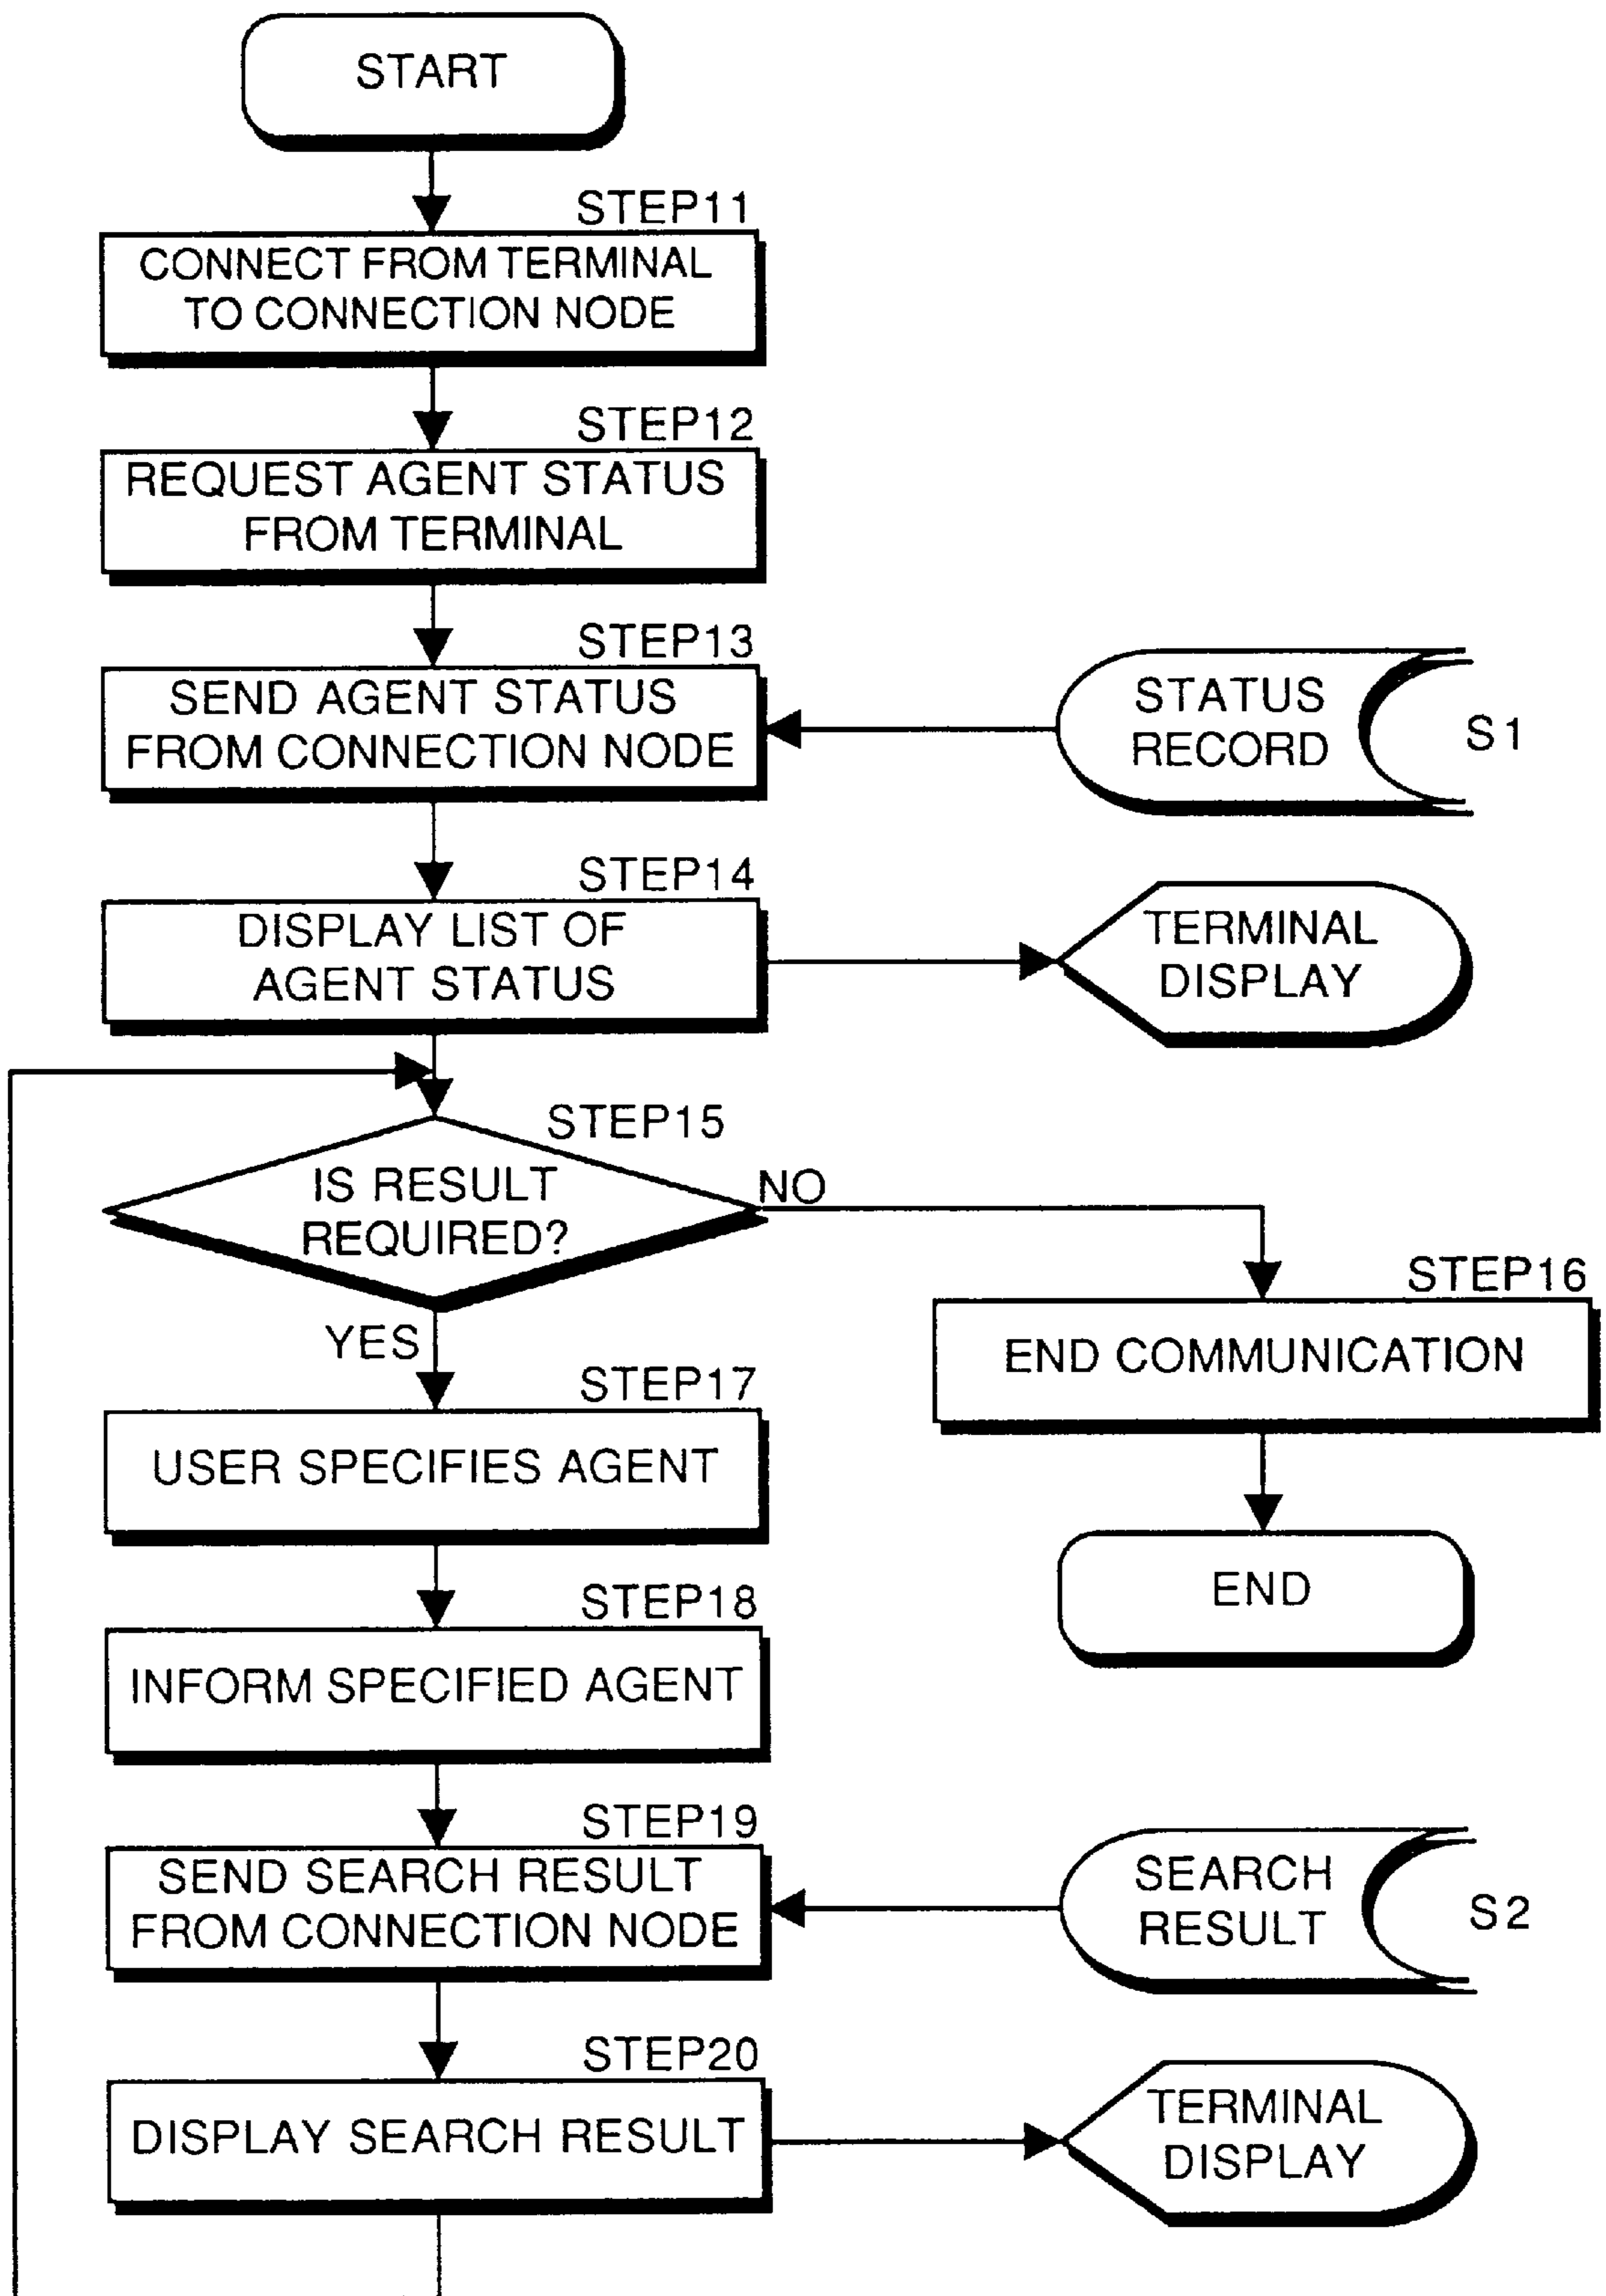 START
STEP11
CONNECT FROM TERMINAL
TO CONNECTION NODE
STEP12
REQUEST AGENT STATUS
FROM TERMINAL
STEP13
SEND AGENT STATUS
FROM CONNECTION NODE
STATUS
RECORD
S1
STEP14
DISPLAY LIST OF
AGENT STATUS
TERMINAL
DISPLAY
STEP15
IS RESULT
REQUIRED?
NO
STEP16
END COMMUNICATION
END
YES
STEP17
USER SPECIFIES AGENT
STEP18
INFORM SPECIFIED AGENT
STEP19
SEND SEARCH RESULT
FROM CONNECTION NODE
SEARCH
RESULT
S2
STEP20
DISPLAY SEARCH RESULT
TERMINAL
DISPLAY